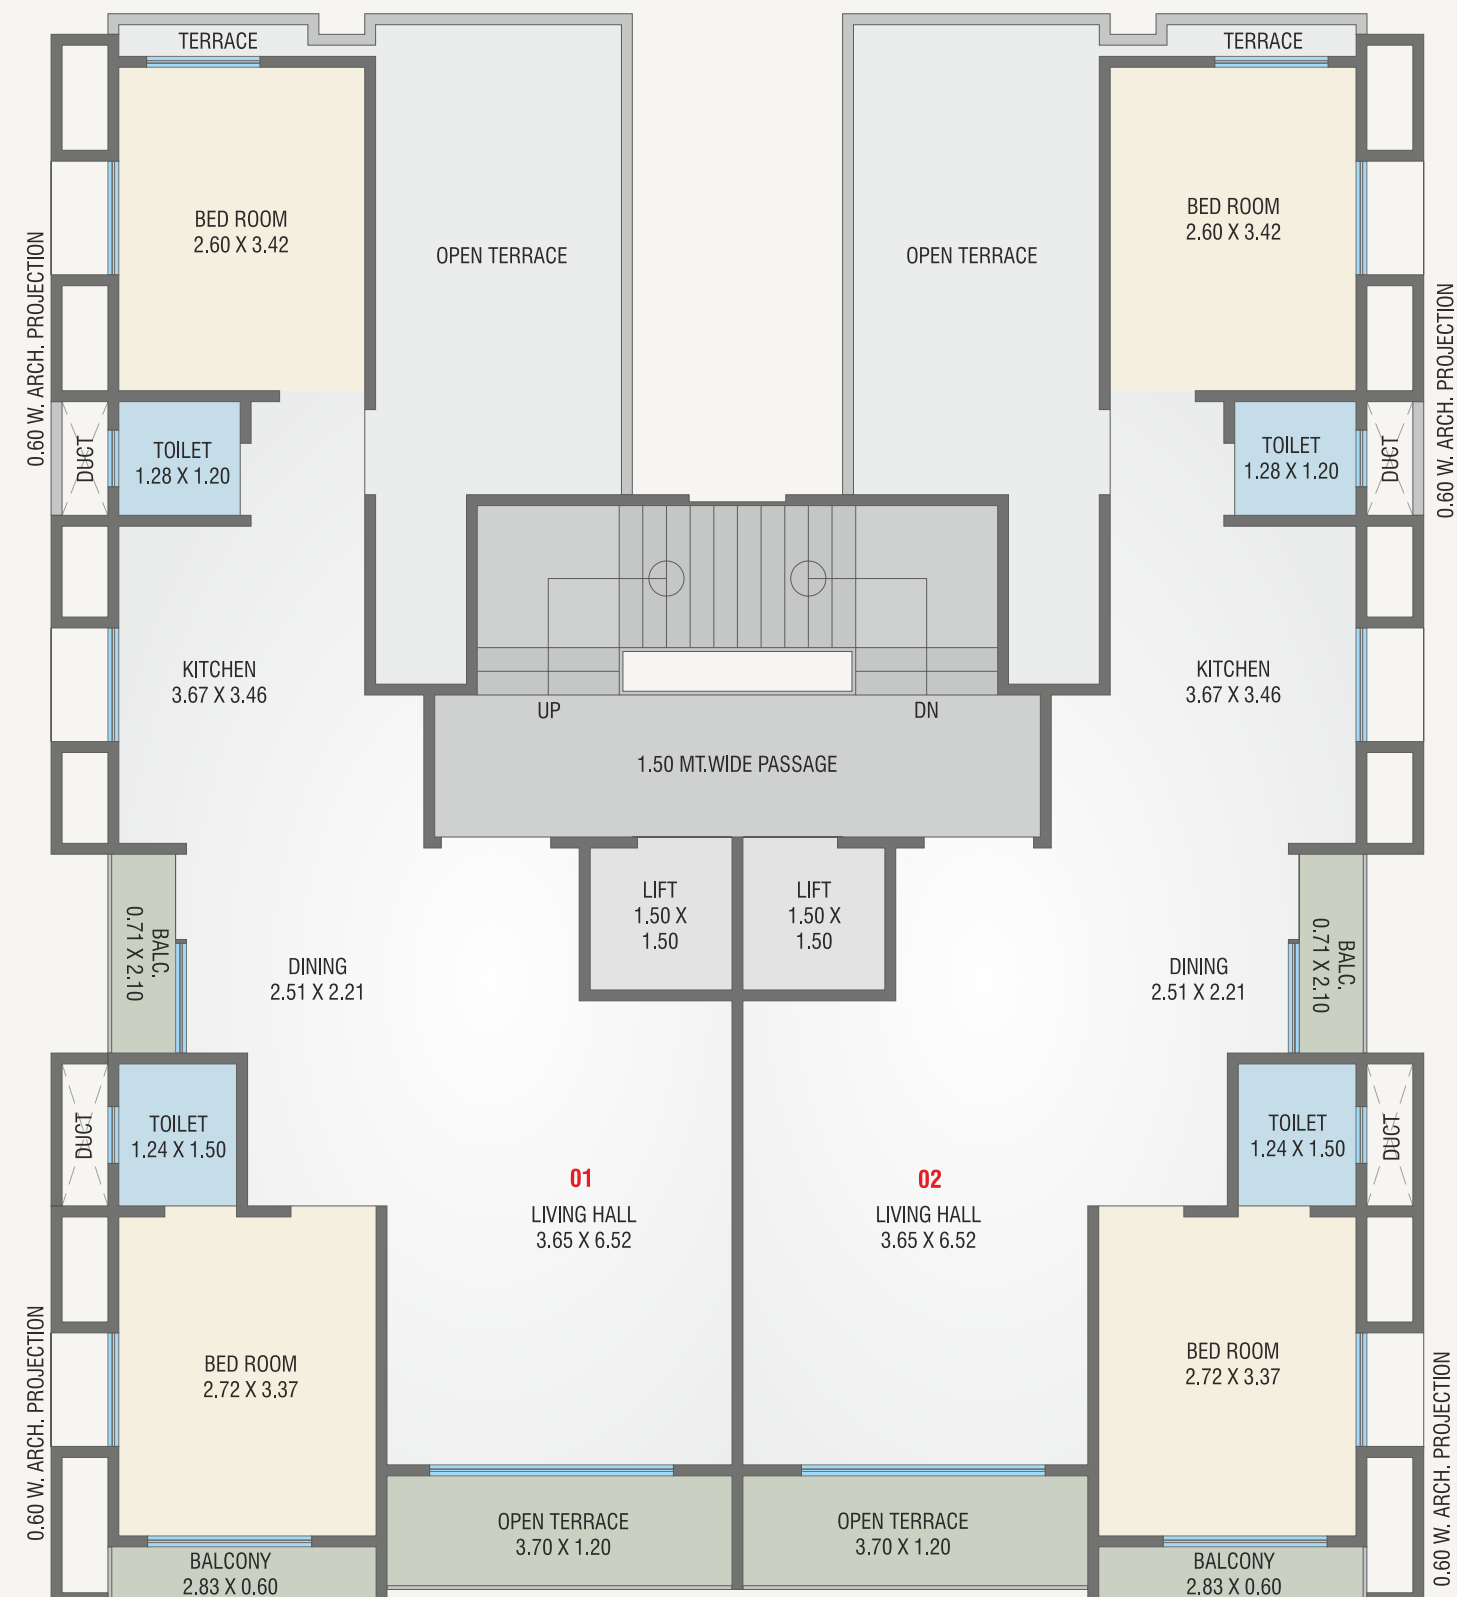 TERRACE
TERRACE
BED ROOM
2.60 X 3.42
BED ROOM
2.60 X 3.42
OPEN TERRACE
OPEN TERRACE
0.60 W. ARCH. PROJECTION
0.60 W. ARCH. PROJECTION
DUCT
TOILET
1.28 X 1.20
TOILET
1.28 X 1.20
DUCT
KITCHEN
3.67 X 3.46
KITCHEN
3.67 X 3.46
UP
DN
1.50 MT.WIDE PASSAGE
LIFT
1.50 X
1.50
LIFT
1.50 X
1.50
BALC.
0.71 X 2.10
BALC.
0.71 X 2.10
DINING
2.51 X 2.21
DINING
2.51 X 2.21
DUCT
TOILET
1.24 X 1.50
TOILET
1.24 X 1.50
DUCT
01
LIVING HALL
3.65 X 6.52
02
LIVING HALL
3.65 X 6.52
BED ROOM
2.72 X 3.37
BED ROOM
2.72 X 3.37
0.60 W. ARCH. PROJECTION
0.60 W. ARCH. PROJECTION
OPEN TERRACE
3.70 X 1.20
OPEN TERRACE
3.70 X 1.20
BALCONY
2.83 X 0.60
BALCONY
2.83 X 0.60